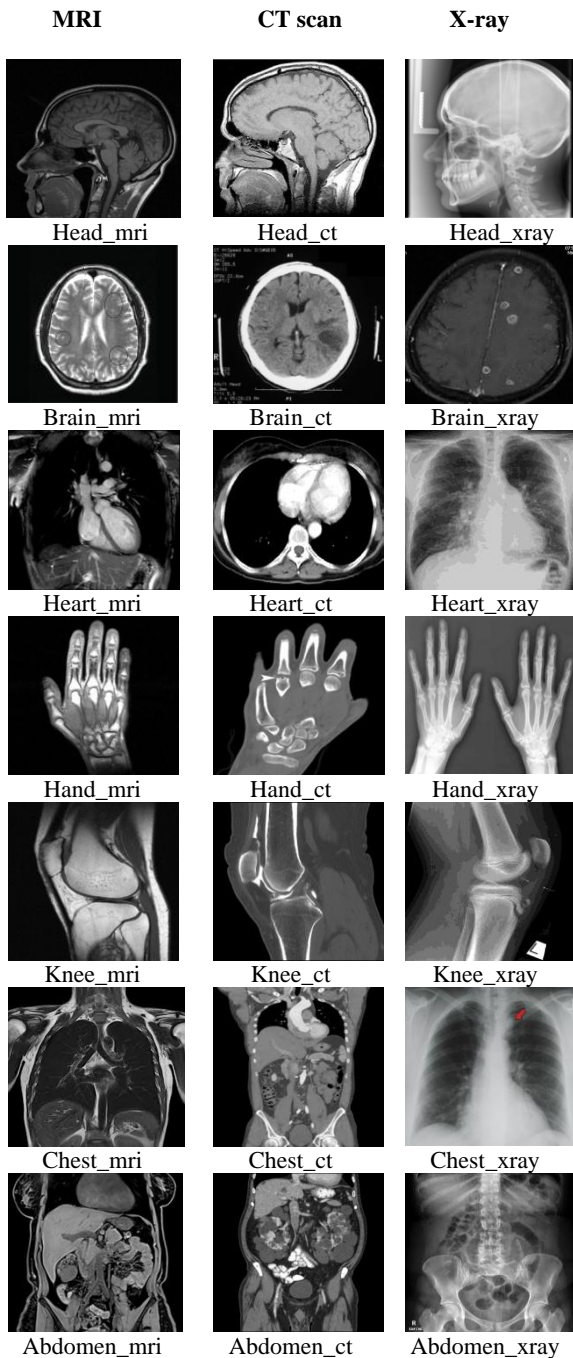 MRI CT scan X-ray
Head_mri Head_ct Head_xray
Brain_mri Brain_ct Brain_xray
Heart_mri Heart_ct Heart_xray
Hand_mri Hand_ct Hand_xray
Knee_mri Knee_ct Knee_xray
Chest_mri Chest_ct Chest_xray
Abdomen_mri Abdomen_ct Abdomen_xray
L
R
L
L
R